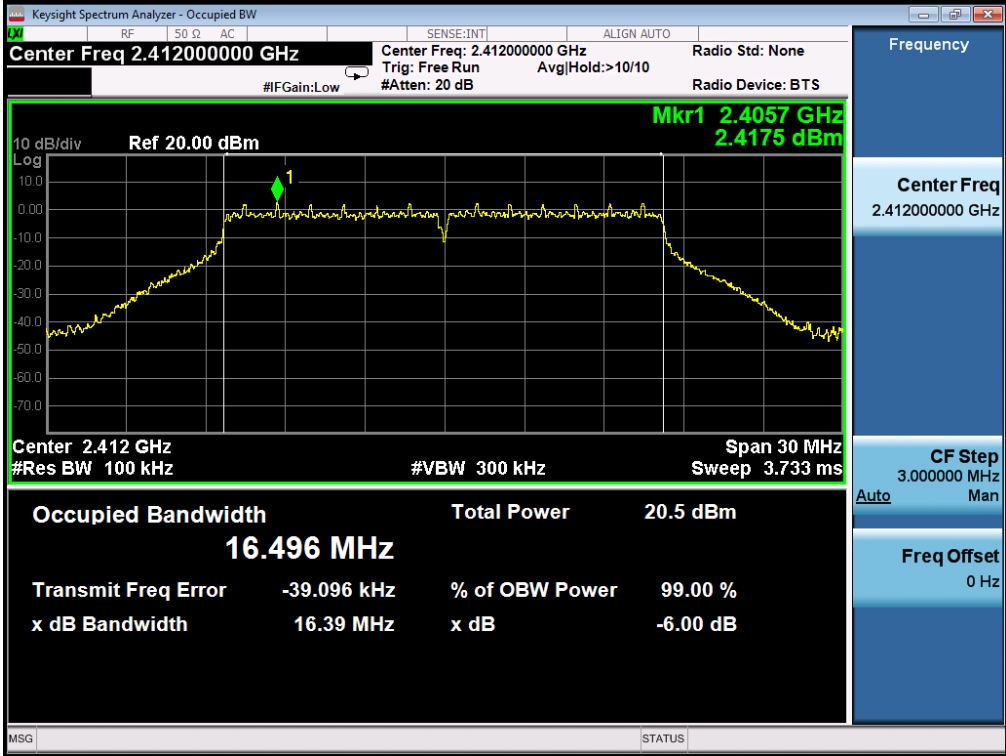 Keysight Spectrum Analyzer - Occupied BW
LXI RF 50 Ω AC SENSE:INT ALIGN AUTO
Center Freq 2.412000000 GHz
Center Freq: 2.412000000 GHz Radio Std: None
Trig: Free Run Avg|Hold:>10/10
#IFGain:Low #Atten: 20 dB Radio Device: BTS
Mkr1 2.4057 GHz
2.4175 dBm
10 dB/div Ref 20.00 dBm
Log
10.0
1
0.00
-10.0
-20.0
-30.0
-40.0
-50.0
-60.0
-70.0
Center 2.412 GHz Span 30 MHz
#Res BW 100 kHz #VBW 300 kHz Sweep 3.733 ms
Occupied Bandwidth Total Power 20.5 dBm
16.496 MHz
Transmit Freq Error -39.096 kHz % of OBW Power 99.00 %
x dB Bandwidth 16.39 MHz x dB -6.00 dB
Frequency
Center Freq
2.412000000 GHz
CF Step
3.000000 MHz
Auto Man
Freq Offset
0 Hz
MSG STATUS